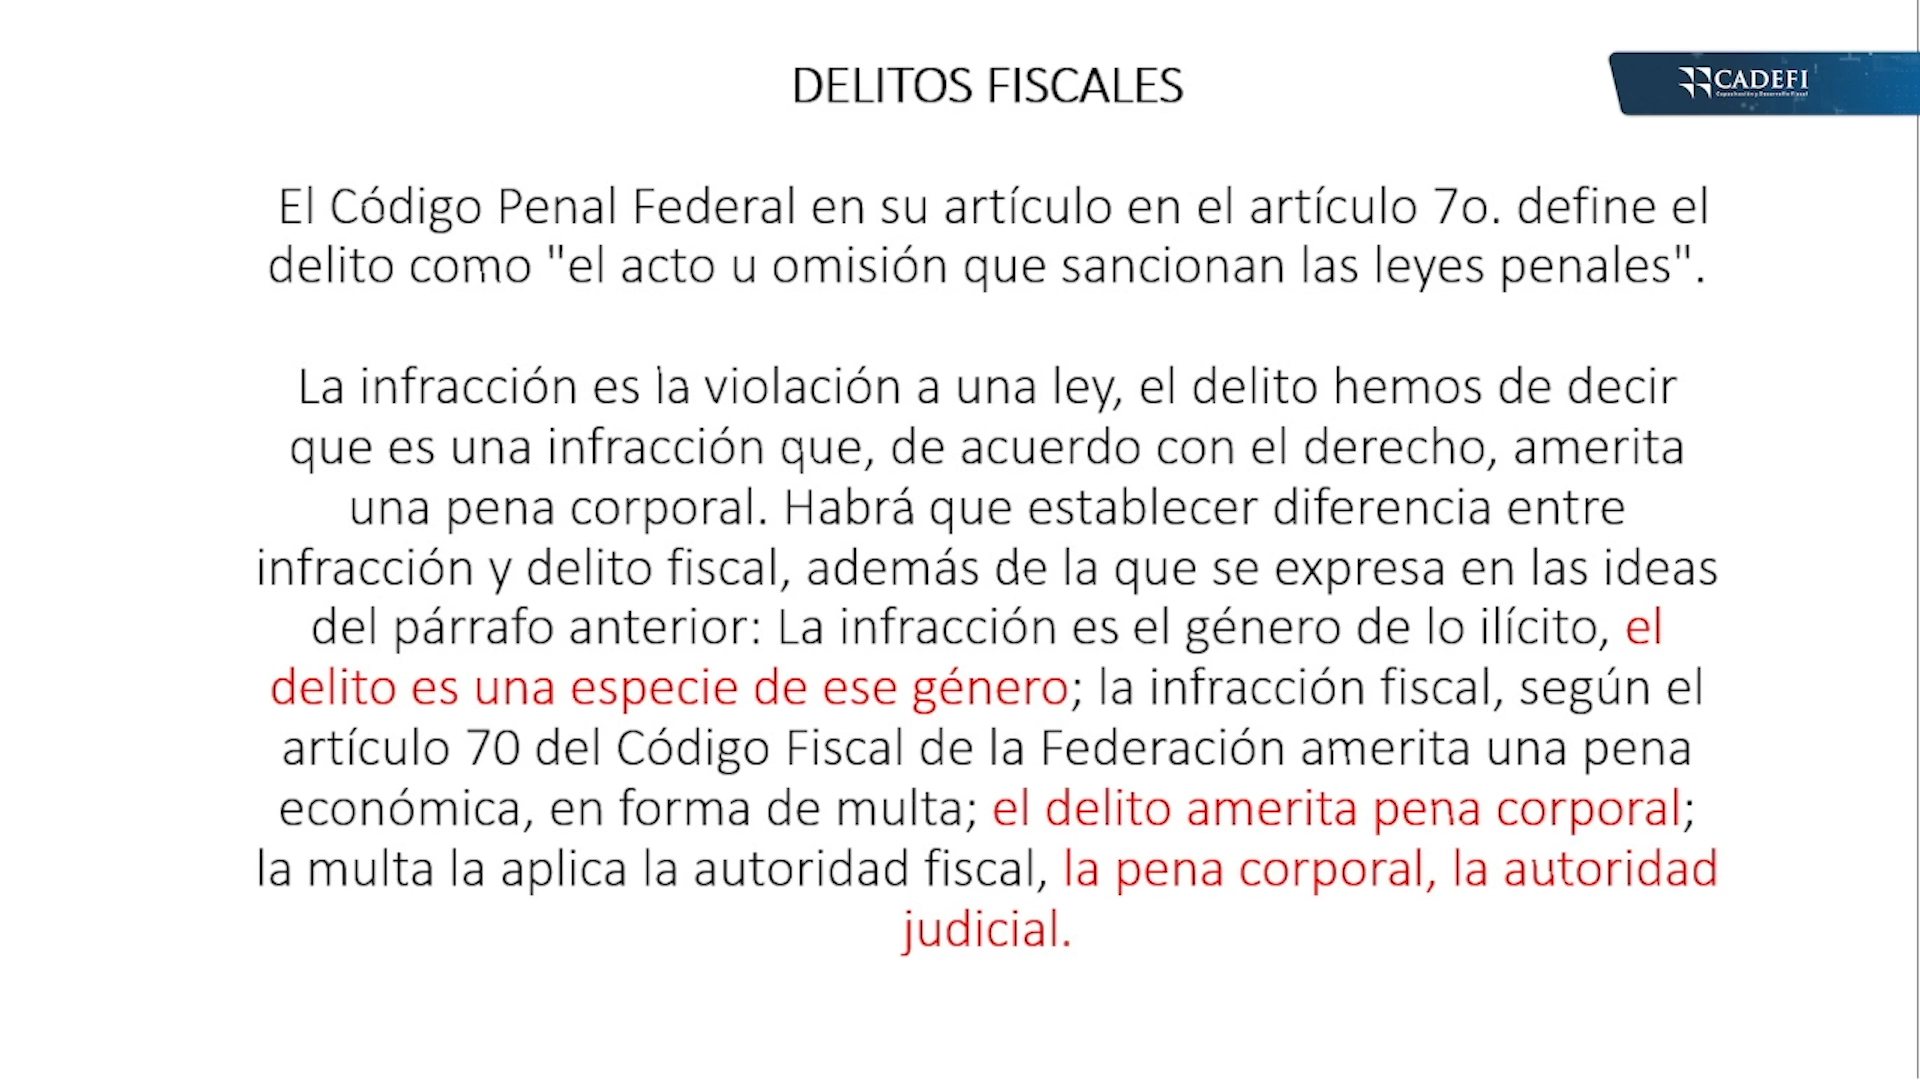 DELITOS FISCALES
CADEFI
Capacitación y Desarrollo Fiscal
El Código Penal Federal en su artículo en el artículo 7o. define el
delito como "el acto u omisión que sancionan las leyes penales".
La infracción es la violación a una ley, el delito hemos de decir
que es una infracción que, de acuerdo con el derecho, amerita
una pena corporal. Habrá que establecer diferencia entre
infracción y delito fiscal, además de la que se expresa en las ideas
del párrafo anterior: La infracción es el género de lo ilícito, el
delito es una especie de ese género; la infracción fiscal, según el
artículo 70 del Código Fiscal de la Federación amerita una pena
económica, en forma de multa; el delito amerita pena corporal;
la multa la aplica la autoridad fiscal, la pena corporal, la autoridad
judicial.